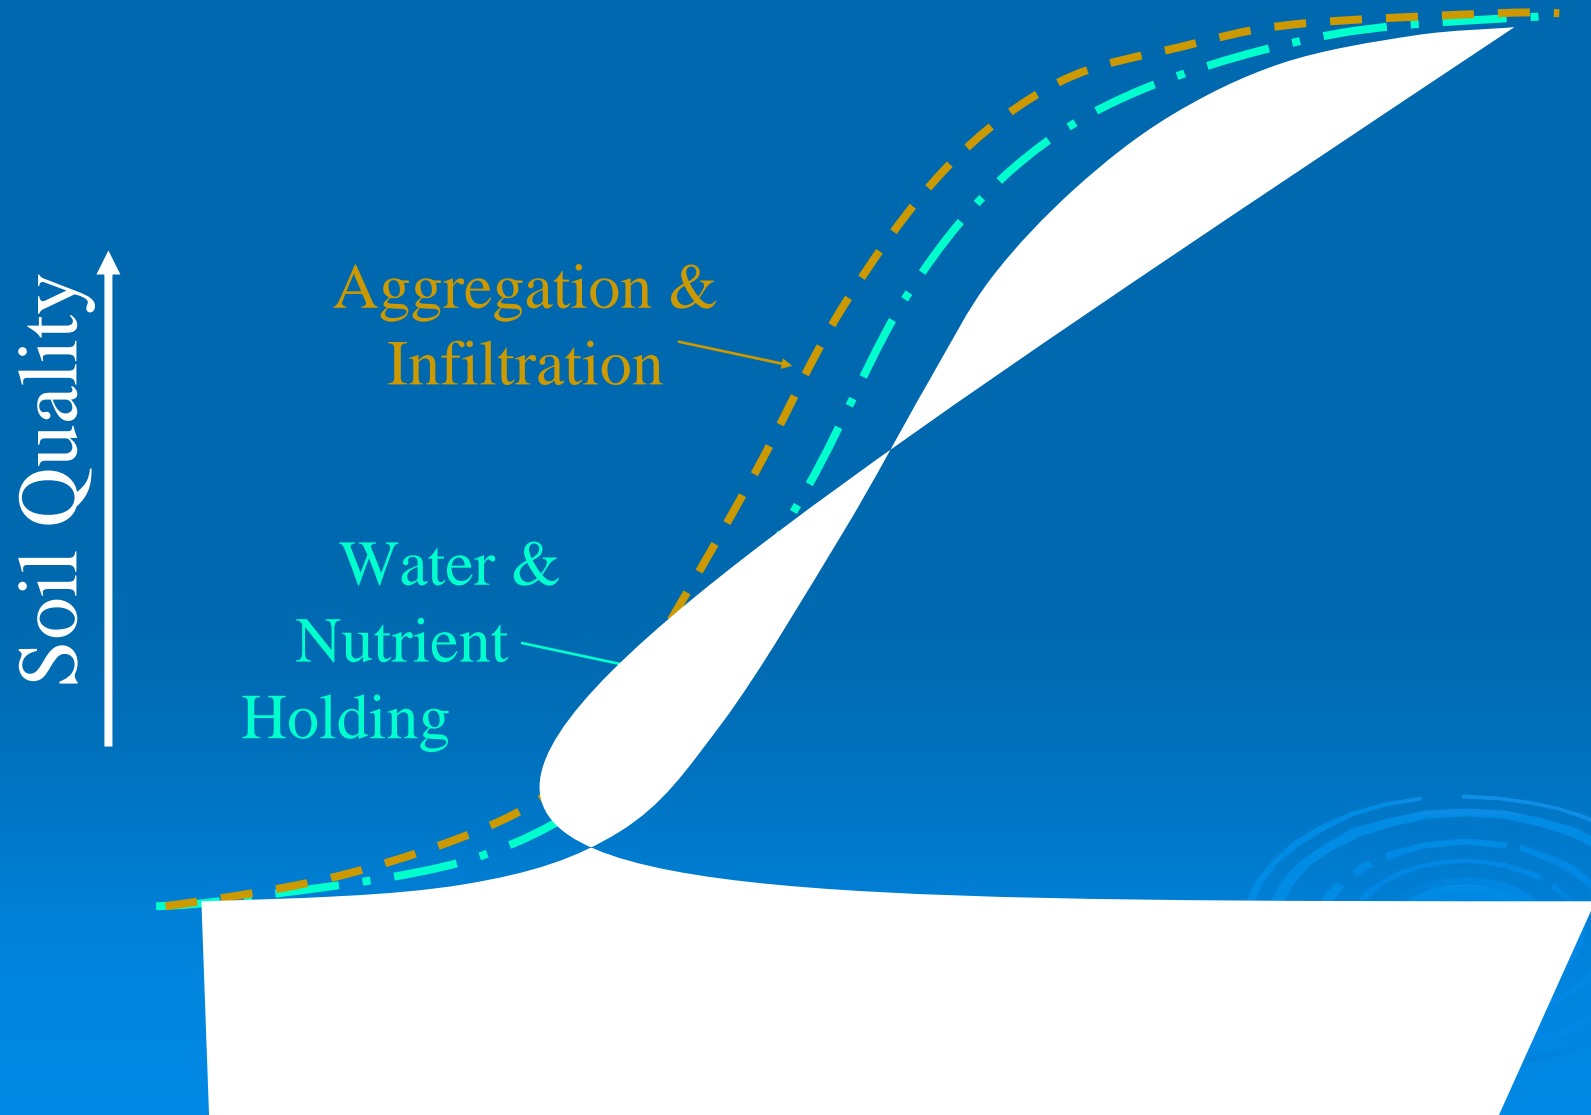 Soil Quality
Aggregation &
Infiltration
Water &
Nutrient
Holding